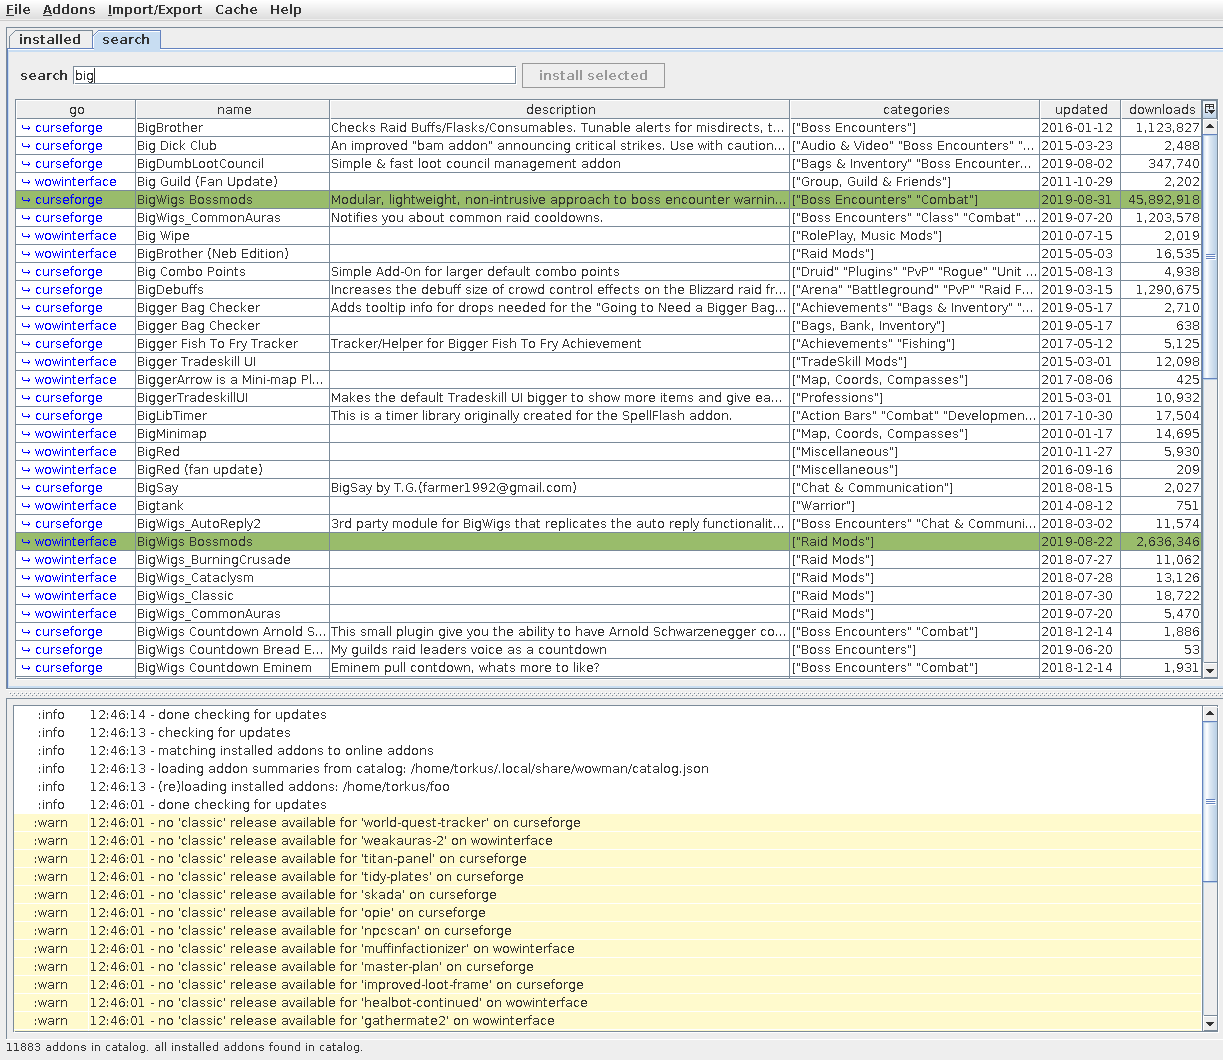 File Addons Import/Export Cache Help
installed search
search big install selected
go name description categories updated downloads
↪ curseforge BigBrother Checks Raid Buffs/Flasks/Consumables. Tunable alerts for misdirects, t... ["Boss Encounters"] 2016-01-12 1,123,827
↪ curseforge Big Dick Club An improved "bam addon" announcing critical strikes. Use with caution... ["Audio & Video" "Boss Encounters" "... 2015-03-23 2,488
↪ curseforge BigDumbLootCouncil Simple & fast loot council management addon ["Bags & Inventory" "Boss Encounter... 2019-08-02 347,740
↪ wowinterface Big Guild (Fan Update) ["Group, Guild & Friends"] 2011-10-29 2,202
↪ curseforge BigWigs Bossmods Modular, lightweight, non-intrusive approach to boss encounter warnin... ["Boss Encounters" "Combat"] 2019-08-31 45,892,918
↪ curseforge BigWigs_CommonAuras Notifies you about common raid cooldowns. ["Boss Encounters" "Class" "Combat" ... 2019-07-20 1,203,578
↪ wowinterface Big Wipe ["RolePlay, Music Mods"] 2010-07-15 2,019
↪ wowinterface BigBrother (Neb Edition) ["Raid Mods"] 2015-05-03 16,535
↪ curseforge Big Combo Points Simple Add-On for larger default combo points ["Druid" "Plugins" "PvP" "Rogue" "Unit ... 2015-08-13 4,938
↪ curseforge BigDebuffs Increases the debuff size of crowd control effects on the Blizzard raid fr... ["Arena" "Battleground" "PvP" "Raid F... 2019-03-15 1,290,675
↪ curseforge Bigger Bag Checker Adds tooltip info for drops needed for the "Going to Need a Bigger Bag... ["Achievements" "Bags & Inventory" "... 2019-05-17 2,710
↪ wowinterface Bigger Bag Checker ["Bags, Bank, Inventory"] 2019-05-17 638
↪ curseforge Bigger Fish To Fry Tracker Tracker/Helper for Bigger Fish To Fry Achievement ["Achievements" "Fishing"] 2017-05-12 5,125
↪ wowinterface Bigger Tradeskill UI ["TradeSkill Mods"] 2015-03-01 12,098
↪ wowinterface BiggerArrow is a Mini-map Pl... ["Map, Coords, Compasses"] 2017-08-06 425
↪ curseforge BiggerTradeskillUI Makes the default Tradeskill UI bigger to show more items and give ea... ["Professions"] 2015-03-01 10,932
↪ curseforge BigLibTimer This is a timer library originally created for the SpellFlash addon. ["Action Bars" "Combat" "Developmen... 2017-10-30 17,504
↪ wowinterface BigMinimap ["Map, Coords, Compasses"] 2010-01-17 14,695
↪ wowinterface BigRed ["Miscellaneous"] 2010-11-27 5,930
↪ wowinterface BigRed (fan update) ["Miscellaneous"] 2016-09-16 209
↪ curseforge BigSay BigSay by T.G.(farmer1992@gmail.com) ["Chat & Communication"] 2018-08-15 2,027
↪ wowinterface Bigtank ["Warrior"] 2014-08-12 751
↪ curseforge BigWigs_AutoReply2 3rd party module for BigWigs that replicates the auto reply functionalit... ["Boss Encounters" "Chat & Communi... 2018-03-02 11,574
↪ wowinterface BigWigs Bossmods ["Raid Mods"] 2019-08-22 2,636,346
↪ wowinterface BigWigs_BurningCrusade ["Raid Mods"] 2018-07-27 11,062
↪ wowinterface BigWigs_Cataclysm ["Raid Mods"] 2018-07-28 13,126
↪ wowinterface BigWigs_Classic ["Raid Mods"] 2018-07-30 18,722
↪ wowinterface BigWigs_CommonAuras ["Raid Mods"] 2019-07-20 5,470
↪ curseforge BigWigs Countdown Arnold S... This small plugin give you the ability to have Arnold Schwarzenegger co... ["Boss Encounters" "Combat"] 2018-12-14 1,886
↪ curseforge BigWigs Countdown Bread E... My guilds raid leaders voice as a countdown ["Boss Encounters"] 2019-06-20 53
↪ curseforge BigWigs Countdown Eminem Eminem pull contdown, whats more to like? ["Boss Encounters" "Combat"] 2018-12-14 1,931
:info 12:46:14 - done checking for updates
:info 12:46:13 - checking for updates
:info 12:46:13 - matching installed addons to online addons
:info 12:46:13 - loading addon summaries from catalog: /home/torkus/.local/share/wowman/catalog.json
:info 12:46:13 - (re)loading installed addons: /home/torkus/foo
:info 12:46:01 - done checking for updates
:warn 12:46:01 - no 'classic' release available for 'world-quest-tracker' on curseforge
:warn 12:46:01 - no 'classic' release available for 'weakauras-2' on wowinterface
:warn 12:46:01 - no 'classic' release available for 'titan-panel' on curseforge
:warn 12:46:01 - no 'classic' release available for 'tidy-plates' on curseforge
:warn 12:46:01 - no 'classic' release available for 'skada' on curseforge
:warn 12:46:01 - no 'classic' release available for 'opie' on curseforge
:warn 12:46:01 - no 'classic' release available for 'npcscan' on curseforge
:warn 12:46:01 - no 'classic' release available for 'muffinfactionizer' on wowinterface
:warn 12:46:01 - no 'classic' release available for 'master-plan' on curseforge
:warn 12:46:01 - no 'classic' release available for 'improved-loot-frame' on curseforge
:warn 12:46:01 - no 'classic' release available for 'healbot-continued' on wowinterface
:warn 12:46:01 - no 'classic' release available for 'gathermate2' on wowinterface
11883 addons in catalog. all installed addons found in catalog.